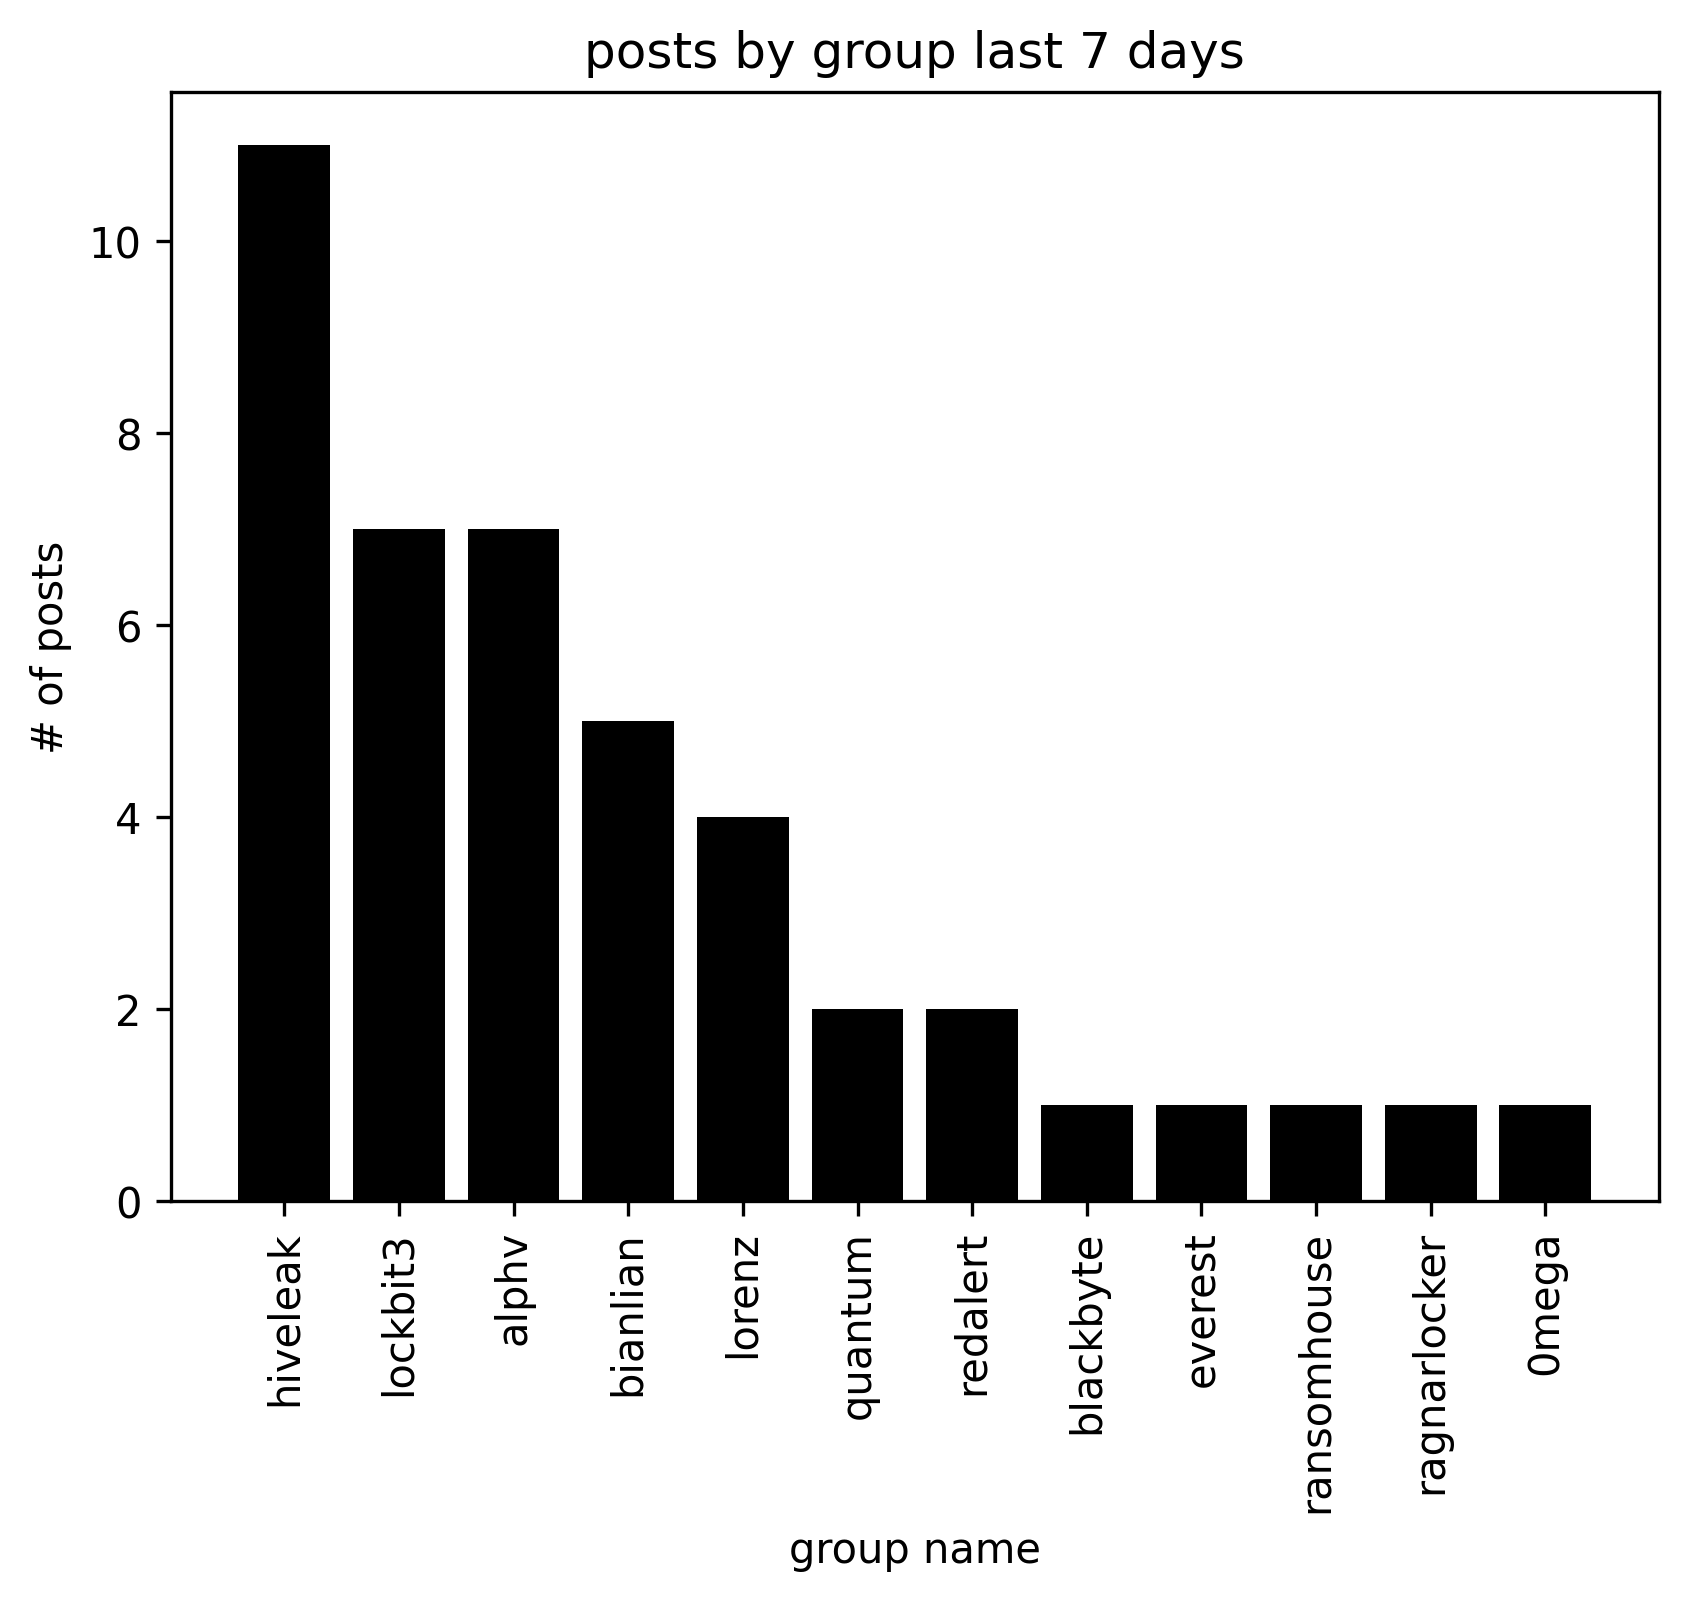 posts by group last 7 days
# of posts
10
8
6
4
2
0
hiveleak
lockbit3
alphv
bianlian
lorenz
quantum
redalert
blackbyte
everest
ransomhouse
ragnarlocker
0mega
group name